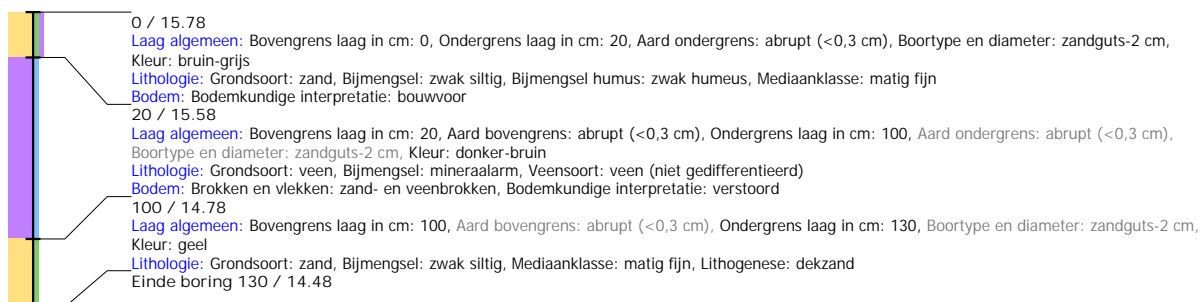 0 / 15.78
Laag algemeen: Bovengrens laag in cm: 0, Ondergrens laag in cm: 20, Aard ondergrens: abrupt (<0,3 cm), Boortype en diameter: zandguts-2 cm,
Kleur: bruin-grijs
Lithologie: Grondsoort: zand, Bijmengsel: zwak siltig, Bijmengsel humus: zwak humeus, Mediaanklasse: matig fijn
Bodem: Bodemkundige interpretatie: bouwvoor
20 / 15.58
Laag algemeen: Bovengrens laag in cm: 20, Aard bovengrens: abrupt (<0,3 cm), Ondergrens laag in cm: 100, Aard ondergrens: abrupt (<0,3 cm),
Boortype en diameter: zandguts-2 cm, Kleur: donker-bruin
Lithologie: Grondsoort: veen, Bijmengsel: mineraalarm, Veensoort: veen (niet gedifferentieerd)
Bodem: Brokken en vlekken: zand- en veenbrokken, Bodemkundige interpretatie: verstoord
100 / 14.78
Laag algemeen: Bovengrens laag in cm: 100, Aard bovengrens: abrupt (<0,3 cm), Ondergrens laag in cm: 130, Boortype en diameter: zandguts-2 cm,
Kleur: geel
Lithologie: Grondsoort: zand, Bijmengsel: zwak siltig, Mediaanklasse: matig fijn, Lithogenese: dekzand
Einde boring 130 / 14.48